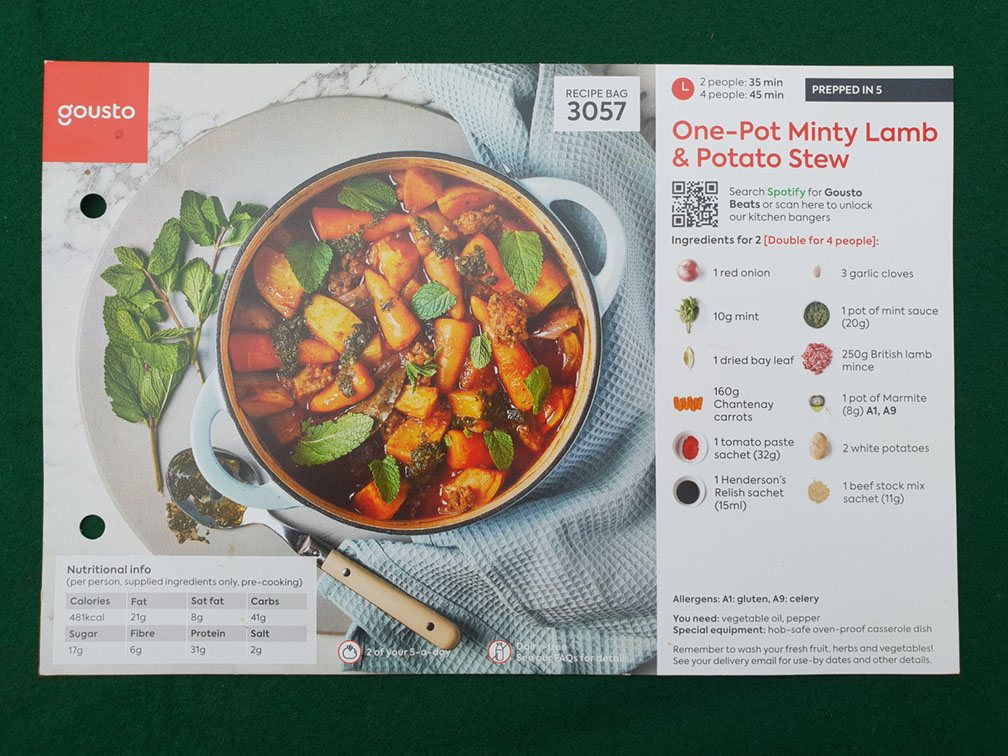 gousto
RECIPE BAG
3057
2 people: 35 min
4 people: 45 min
PREPPED IN 5
One-Pot Minty Lamb
& Potato Stew
Search Spotify for Gousto
Beats or scan here to unlock
our kitchen bangers
Ingredients for 2 [Double for 4 people]:
1 red onion
3 garlic cloves
10g mint
1 pot of mint sauce
(20g)
1 dried bay leaf
250g British lamb
mince
160g
Chantenay
carrots
1 pot of Marmite
(8g) A1, A9
1 tomato paste
sachet (32g)
2 white potatoes
1 Henderson's
Relish sachet
(15ml)
1 beef stock mix
sachet (11g)
Allergens: A1: gluten, A9: celery
You need: vegetable oil, pepper
Special equipment: hob-safe oven-proof casserole dish
Remember to wash your fresh fruit, herbs and vegetables!
See your delivery email for use-by dates and other details.
Nutritional info
(per person, supplied ingredients only, pre-cooking)
Calories Fat Sat fat Carbs
481kcal 21g 8g 41g
Sugar Fibre Protein Salt
17g 6g 31g 2g
2 of your 5-a-day
Dairy-free
See our FAQs for details